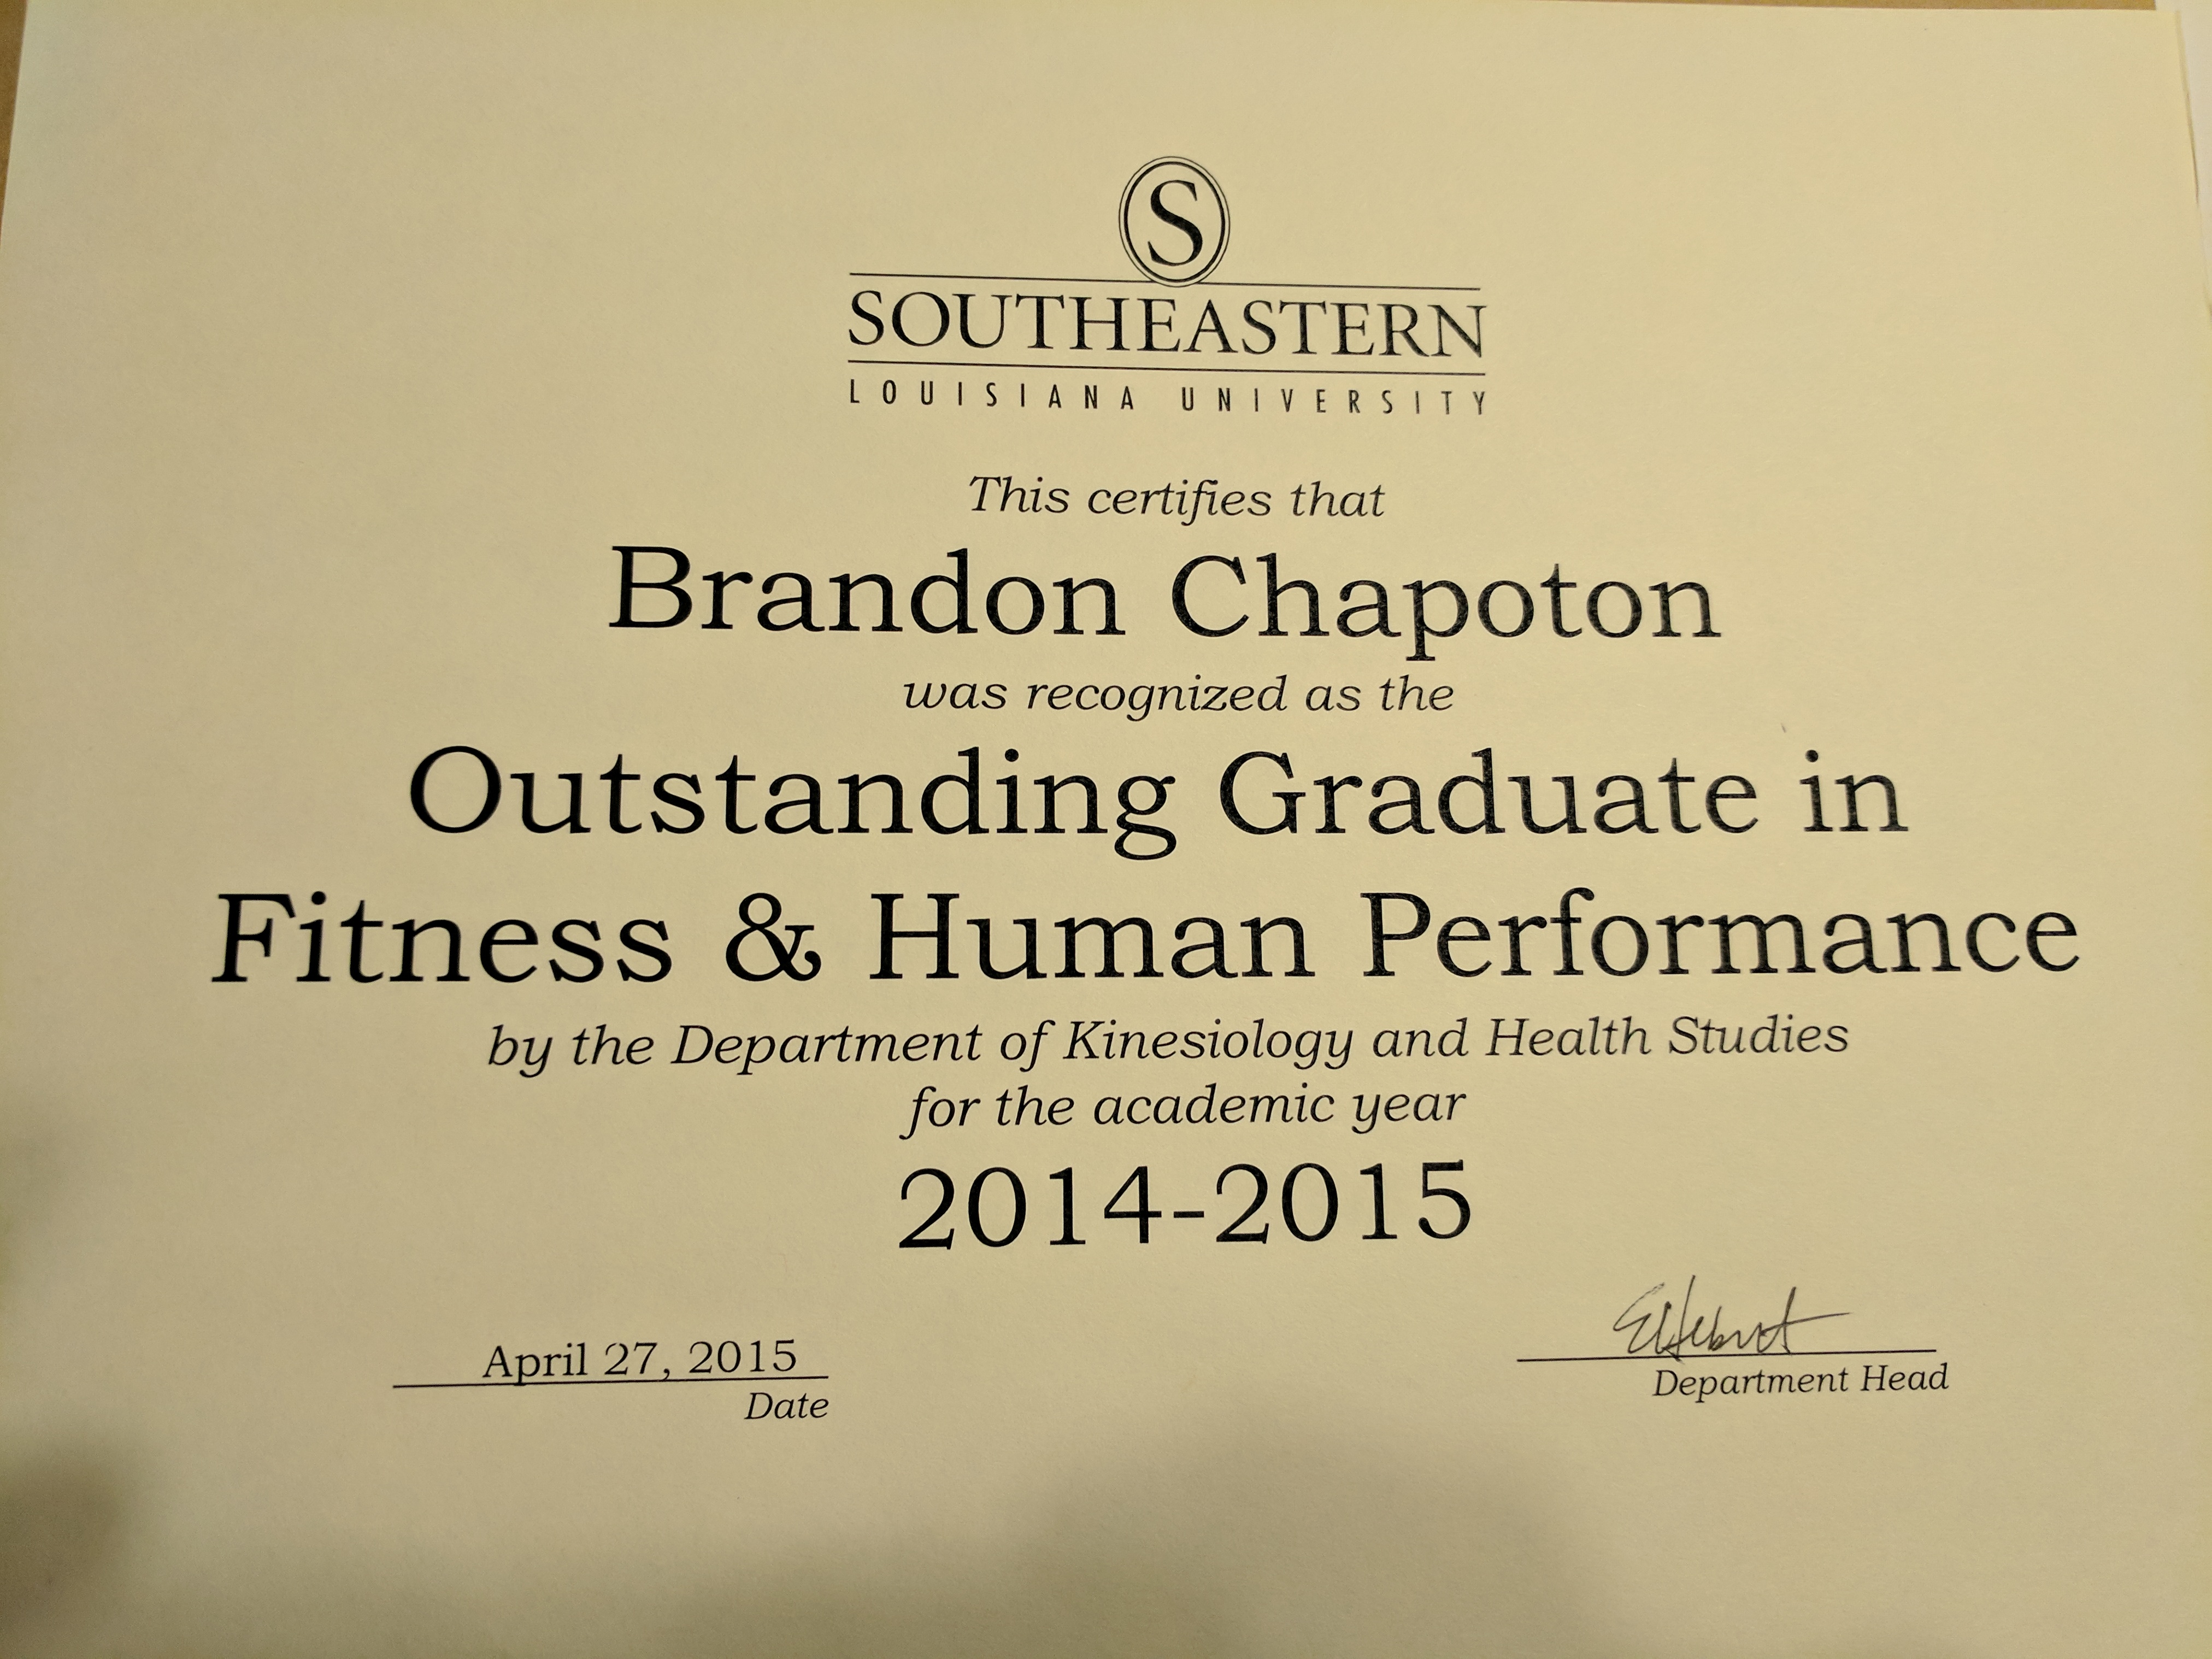 S
SOUTHEASTERN
LOUISIANA UNIVERSITY
This certifies that
Brandon Chapoton
was recognized as the
Outstanding Graduate in
Fitness & Human Performance
by the Department of Kinesiology and Health Studies
for the academic year
2014-2015
April 27, 2015
Date
Department Head